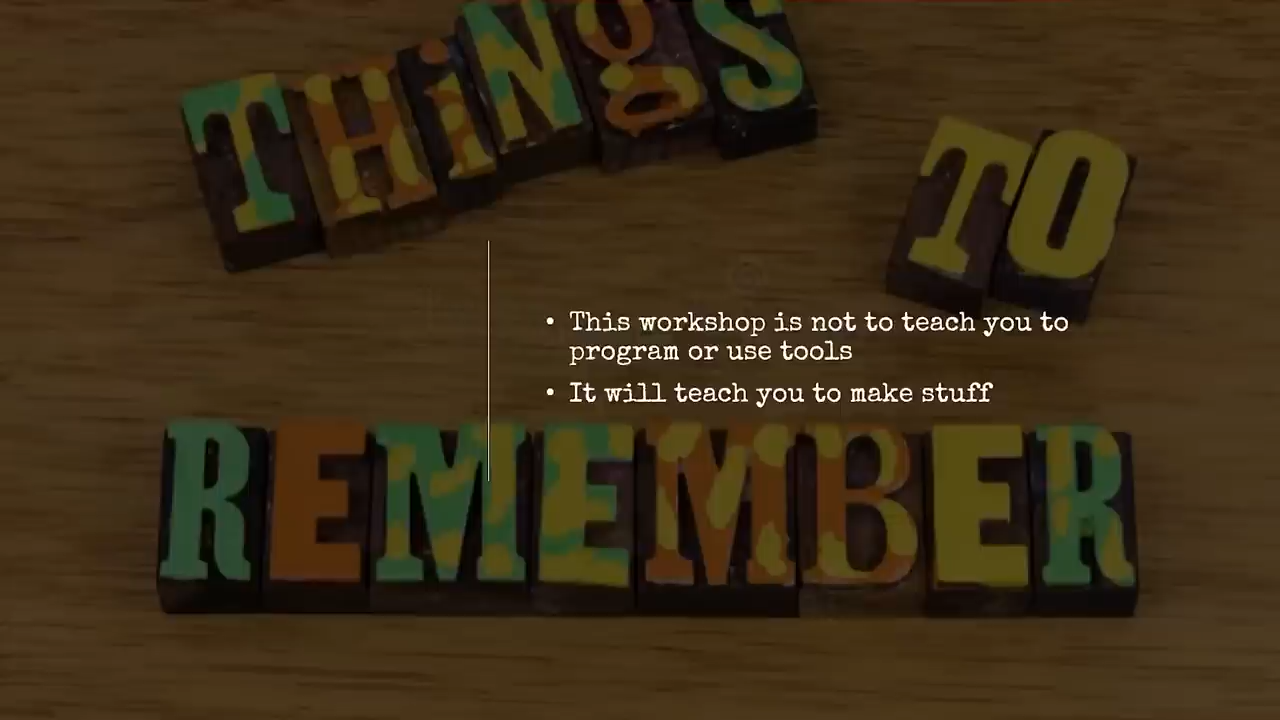 THiNgS
TO
• This workshop is not to teach you to
program or use tools
• It will teach you to make stuff
REMEMBER